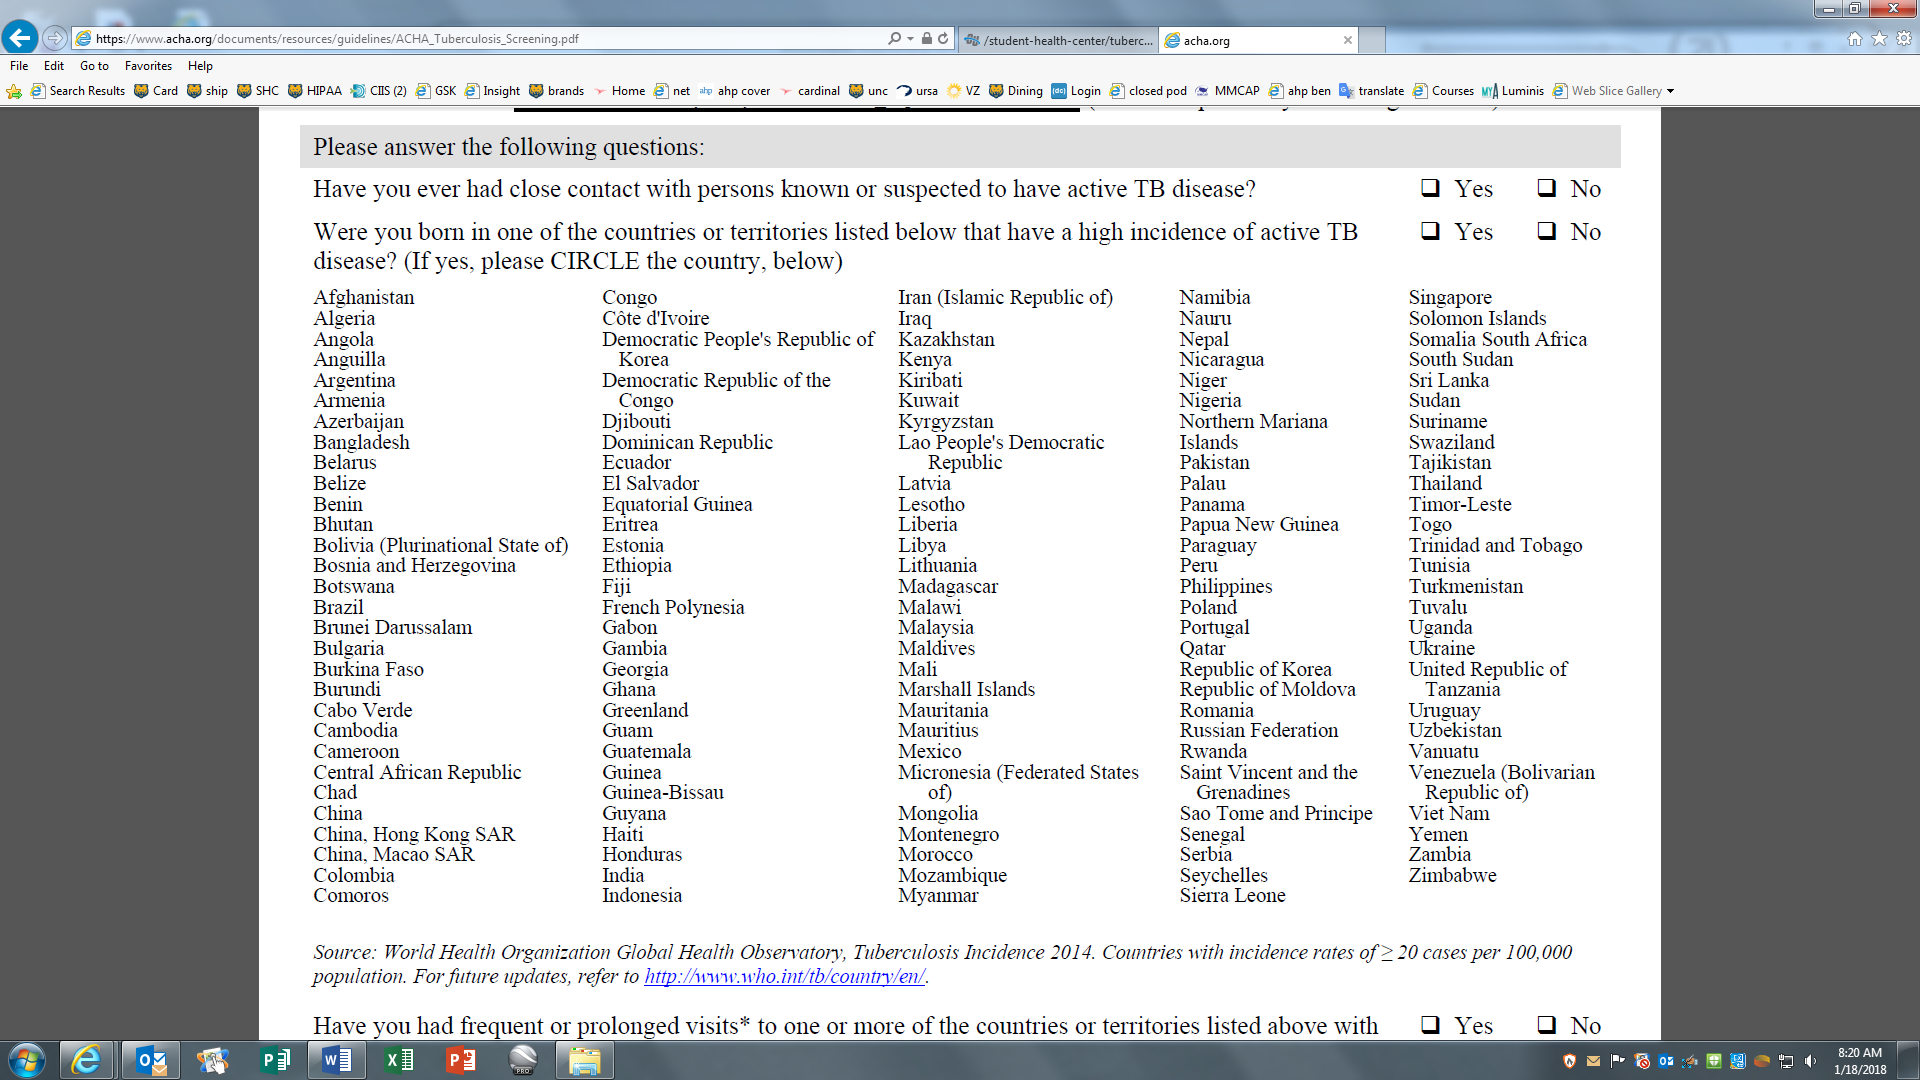 https://www.acha.org/documents/resources/guidelines/ACHA_Tuberculosis_Screening.pdf
/student-health-center/tuberc...
acha.org
File Edit Go to Favorites Help
Search Results Card ship SHC HIPAA CIIS (2) GSK Insight brands Home net ahp cover cardinal unc ursa VZ Dining Login closed pod MMCAP ahp ben translate Courses Luminis Web Slice Gallery
Please answer the following questions:
Have you ever had close contact with persons known or suspected to have active TB disease? Yes No
Were you born in one of the countries or territories listed below that have a high incidence of active TB Yes No
disease? (If yes, please CIRCLE the country, below)
Afghanistan
Algeria
Angola
Anguilla
Argentina
Armenia
Azerbaijan
Bangladesh
Belarus
Belize
Benin
Bhutan
Bolivia (Plurinational State of)
Bosnia and Herzegovina
Botswana
Brazil
Brunei Darussalam
Bulgaria
Burkina Faso
Burundi
Cabo Verde
Cambodia
Cameroon
Central African Republic
Chad
China
China, Hong Kong SAR
China, Macao SAR
Colombia
Comoros
Congo
Côte d'Ivoire
Democratic People's Republic of
Korea
Democratic Republic of the
Congo
Djibouti
Dominican Republic
Ecuador
El Salvador
Equatorial Guinea
Eritrea
Estonia
Ethiopia
Fiji
French Polynesia
Gabon
Gambia
Georgia
Ghana
Greenland
Guam
Guatemala
Guinea
Guinea-Bissau
Guyana
Haiti
Honduras
India
Indonesia
Iran (Islamic Republic of)
Iraq
Kazakhstan
Kenya
Kiribati
Kuwait
Kyrgyzstan
Lao People's Democratic
Republic
Latvia
Lesotho
Liberia
Libya
Lithuania
Madagascar
Malawi
Malaysia
Maldives
Mali
Marshall Islands
Mauritania
Mauritius
Mexico
Micronesia (Federated States
of)
Mongolia
Montenegro
Morocco
Mozambique
Myanmar
Namibia
Nauru
Nepal
Nicaragua
Niger
Nigeria
Northern Mariana
Islands
Pakistan
Palau
Panama
Papua New Guinea
Paraguay
Peru
Philippines
Poland
Portugal
Qatar
Republic of Korea
Republic of Moldova
Romania
Russian Federation
Rwanda
Saint Vincent and the
Grenadines
Sao Tome and Principe
Senegal
Serbia
Seychelles
Sierra Leone
Singapore
Solomon Islands
Somalia South Africa
South Sudan
Sri Lanka
Sudan
Suriname
Swaziland
Tajikistan
Thailand
Timor-Leste
Togo
Trinidad and Tobago
Tunisia
Turkmenistan
Tuvalu
Uganda
Ukraine
United Republic of
Tanzania
Uruguay
Uzbekistan
Vanuatu
Venezuela (Bolivarian
Republic of)
Viet Nam
Yemen
Zambia
Zimbabwe
Source: World Health Organization Global Health Observatory, Tuberculosis Incidence 2014. Countries with incidence rates of ≥ 20 cases per 100,000
population. For future updates, refer to http://www.who.int/tb/country/en/.
Have you had frequent or prolonged visits* to one or more of the countries or territories listed above with Yes No
8:20 AM
1/18/2018